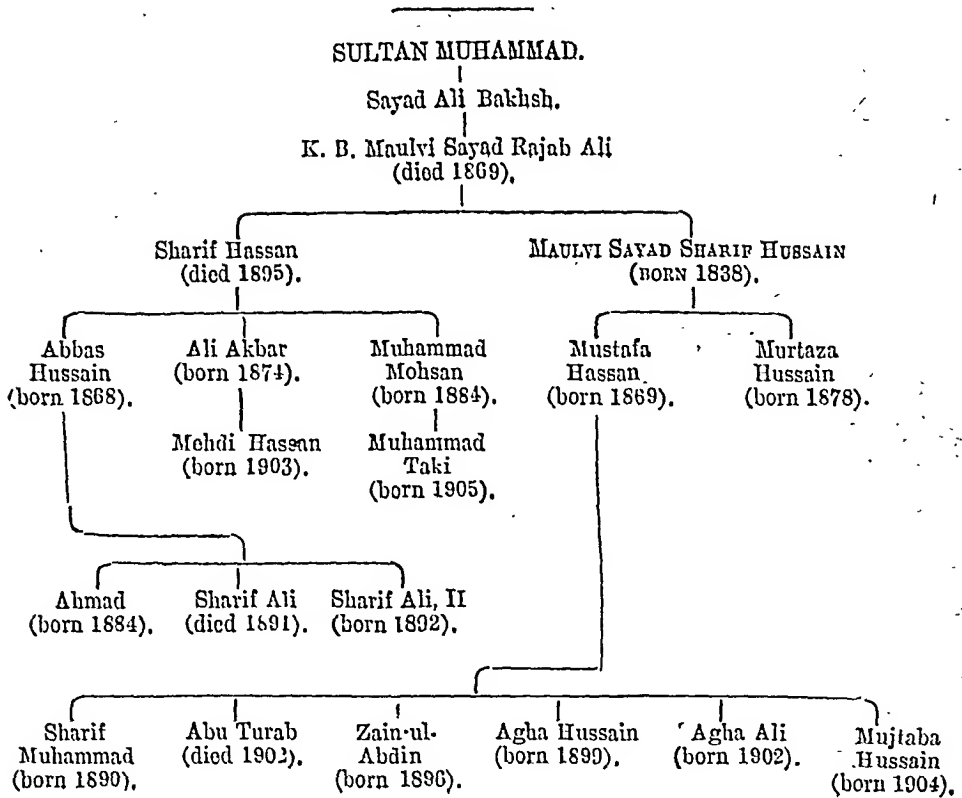 SULTAN MUHAMMAD.
Sayad Ali Bakhsh.
K. B. Maulvi Sayad Rajab Ali
(died 1869).
Sharif Hassan
(died 1895).
MAULVI SAYAD SHARIF HUSSAIN
(BORN 1838).
Abbas
Hussain
(born 1868).
Ali Akbar
(born 1874).
Muhammad
Mohsan
(born 1884).
Mustafa
Hassan
(born 1869).
Murtaza
Hussain
(born 1878).
Mehdi Hassan
(born 1903).
Muhammad
Taki
(born 1905).
Ahmad
(born 1884).
Sharif Ali
(died 1891).
Sharif Ali, II
(born 1892).
Sharif
Muhammad
(born 1890).
Abu Turab
(died 1902).
Zain-ul-
Abdin
(born 1896).
Agha Hussain
(born 1899).
Agha Ali
(born 1902).
Mujtaba
Hussain
(born 1904).